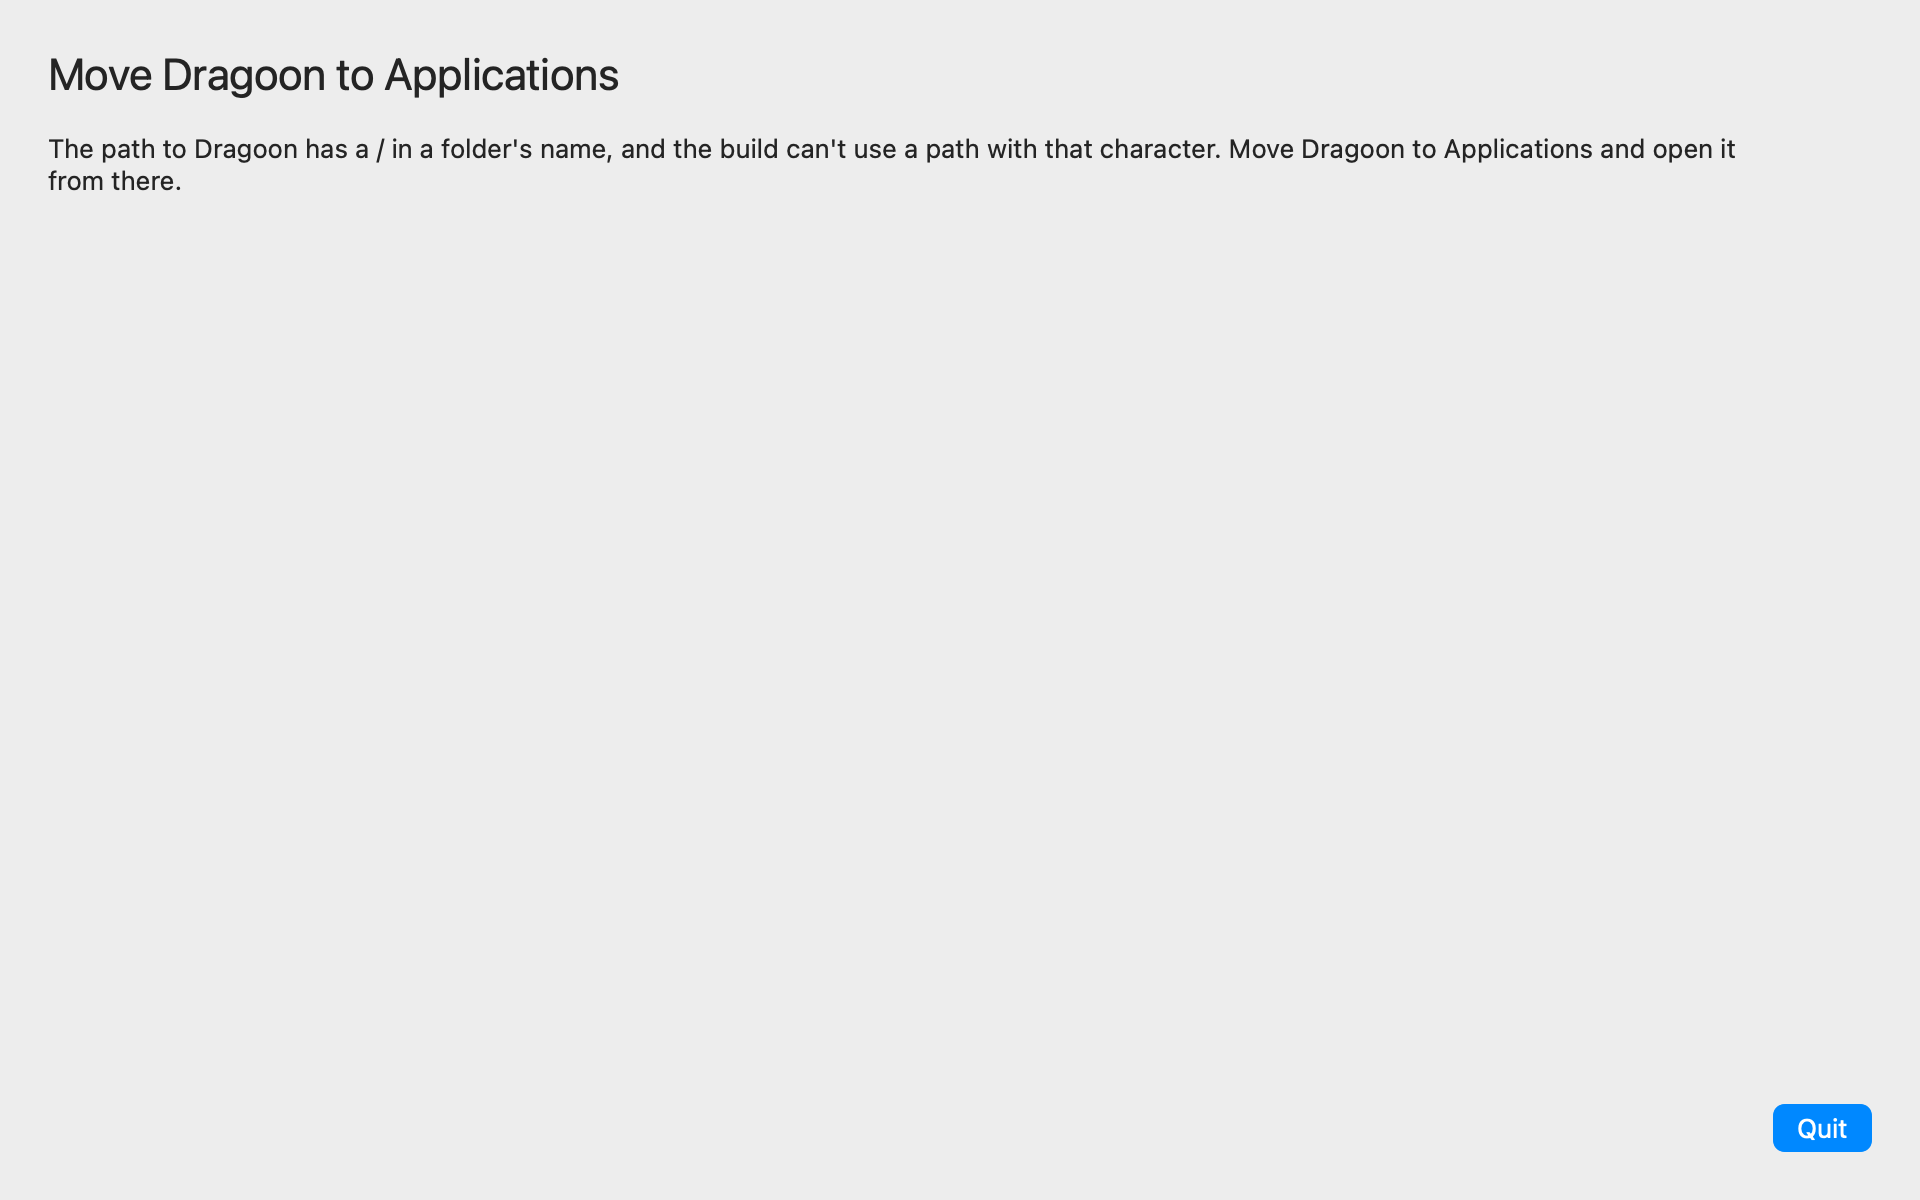 Move Dragoon to Applications
The path to Dragoon has a / in a folder's name, and the build can't use a path with that character. Move Dragoon to Applications and open it
from there.
Quit